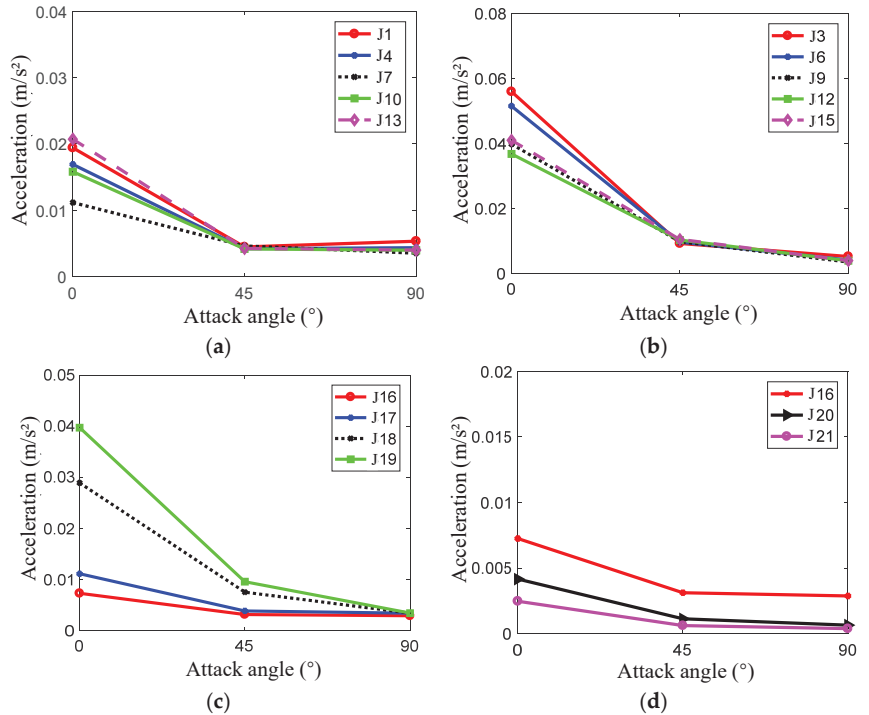 0.04
0.03
0.02
0.01
0
Acceleration (m/s²)
J1
J4
J7
J10
J13
0
45
90
Attack angle (°)
(a)
0.08
0.06
0.04
0.02
0
Acceleration (m/s²)
J3
J6
J9
J12
J15
0
45
90
Attack angle (°)
(b)
0.05
0.04
0.03
0.02
0.01
0
Acceleration (m/s²)
J16
J17
J18
J19
0
45
90
Attack angle (°)
(c)
0.02
0.015
0.01
0.005
0
Acceleration (m/s²)
J16
J20
J21
0
45
90
Attack angle (°)
(d)